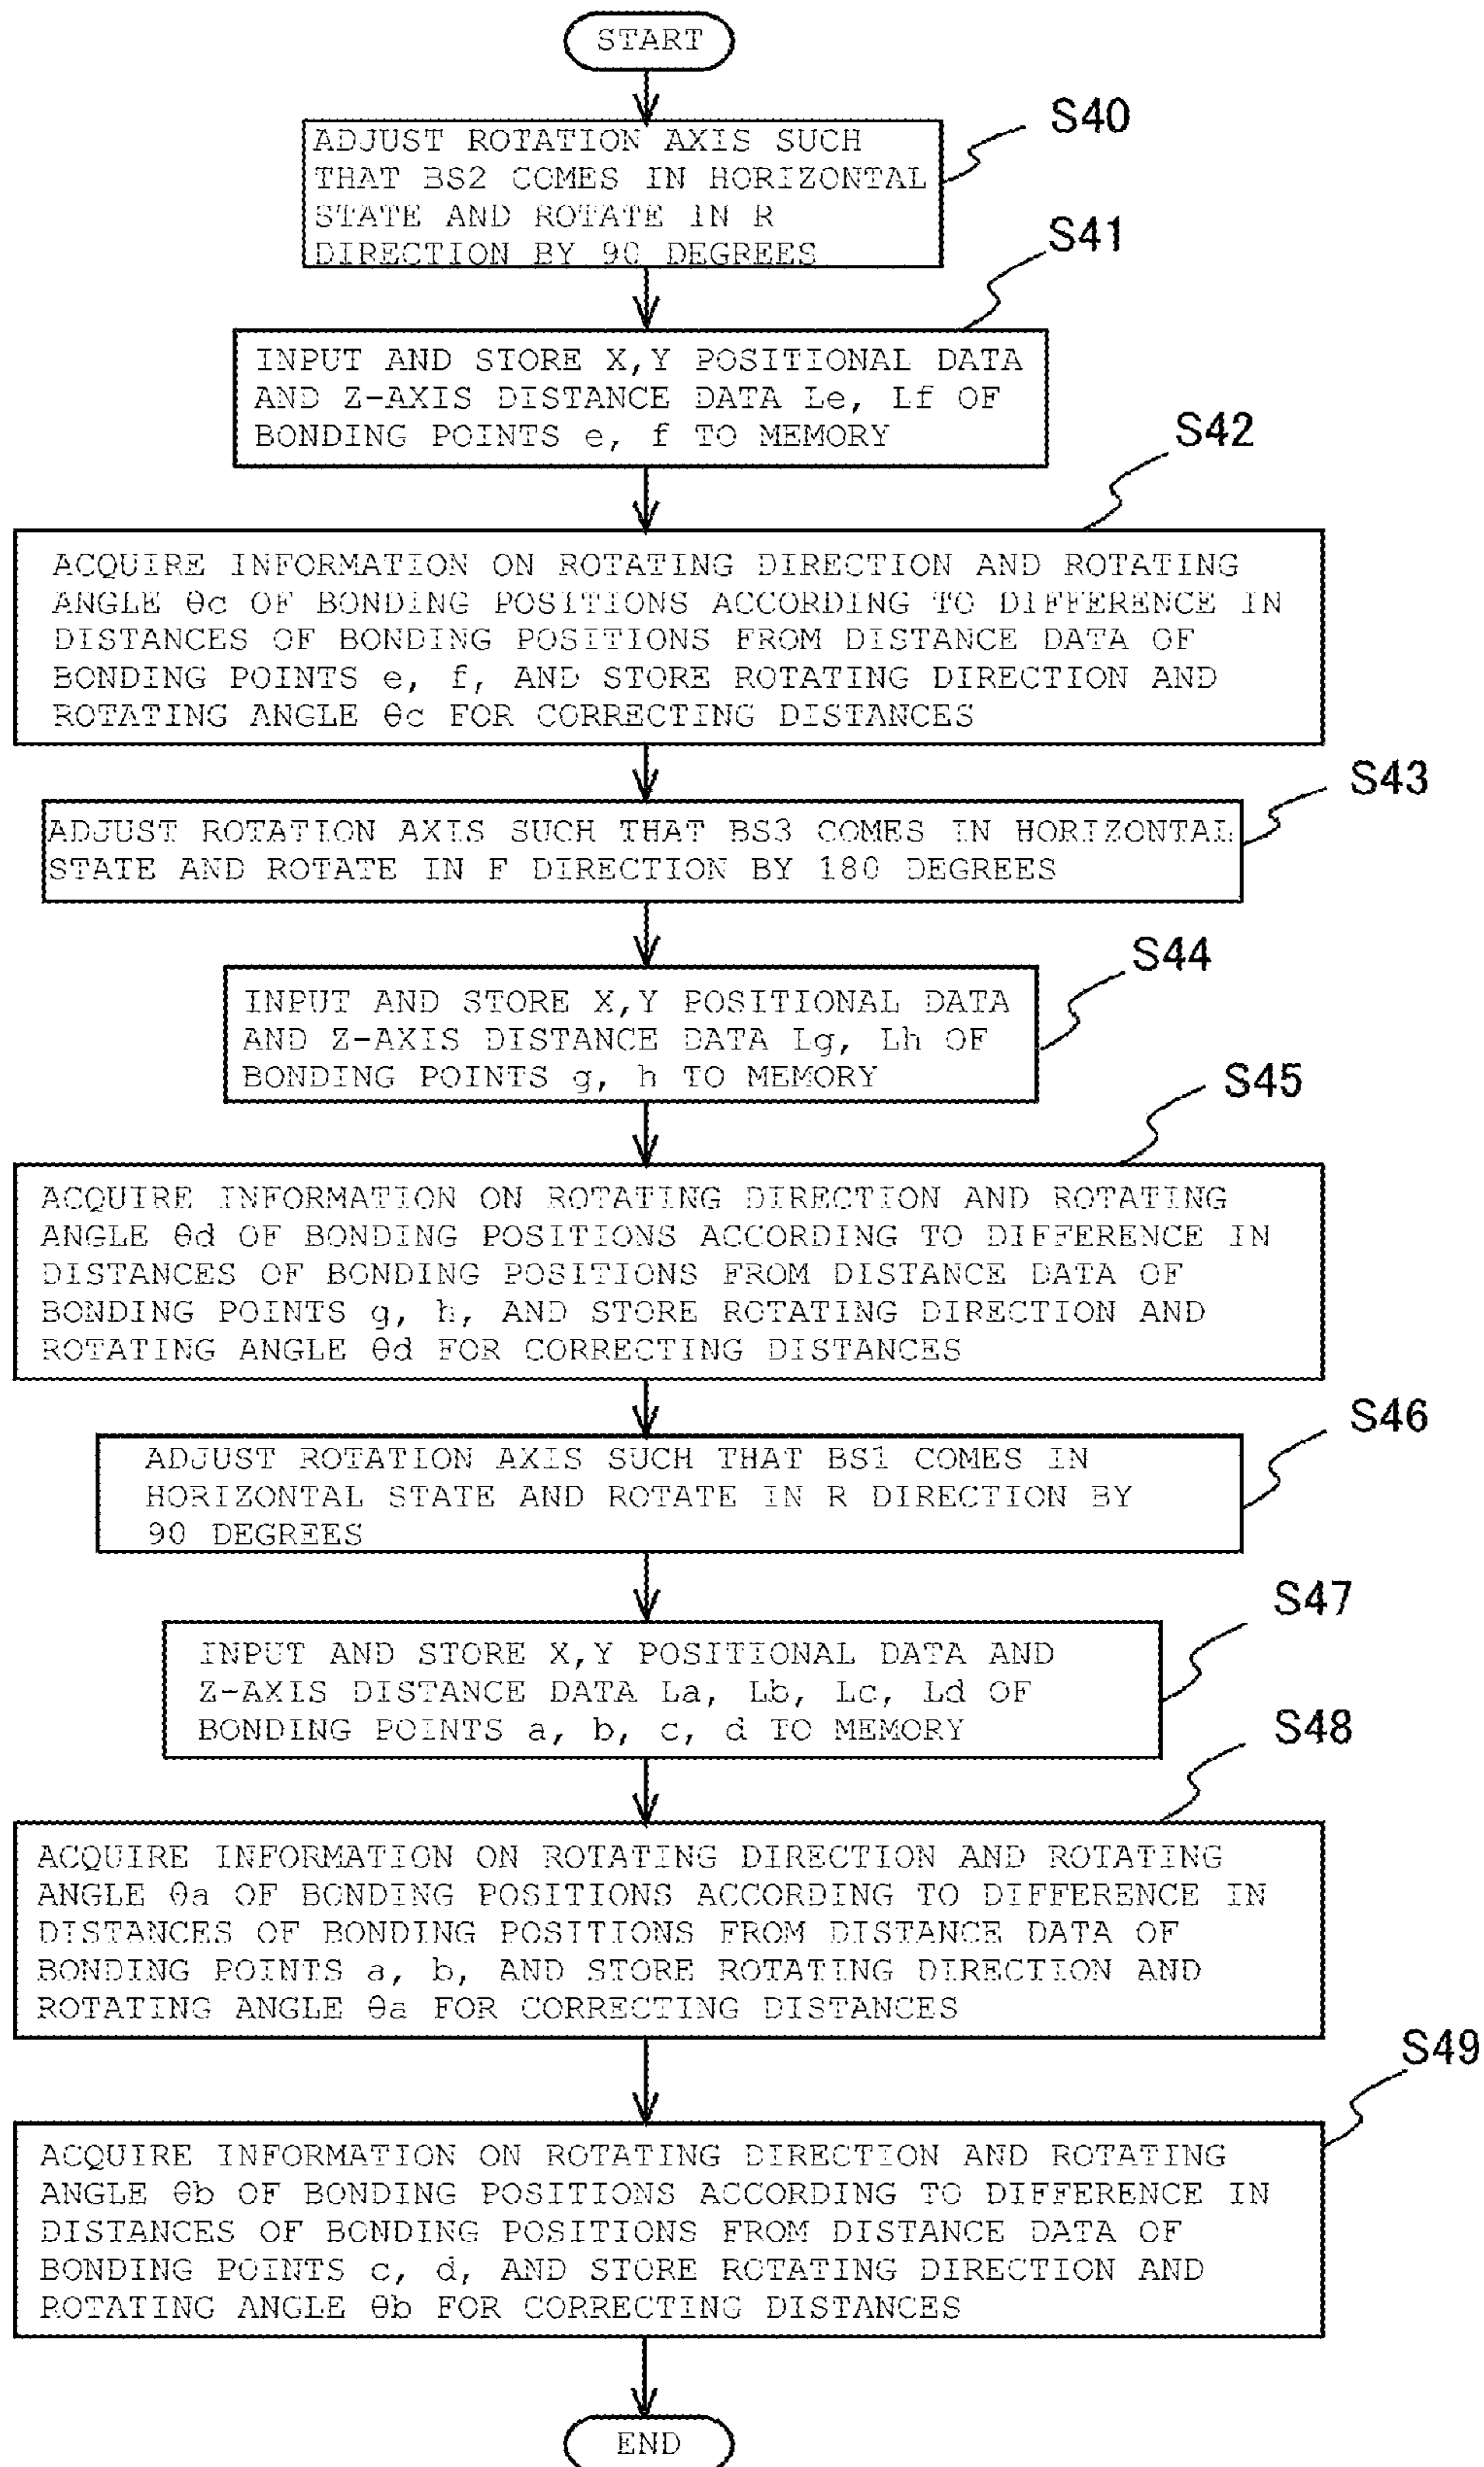 START
S40
ADJUST ROTATION AXIS SUCH
THAT BS2 COMES IN HORIZONTAL
STATE AND ROTATE IN R
DIRECTION BY 90 DEGREES
S41
INPUT AND STORE X,Y POSITIONAL DATA
AND Z-AXIS DISTANCE DATA Le, Lf OF
BONDING POINTS e, f TO MEMORY
S42
ACQUIRE INFORMATION ON ROTATING DIRECTION AND ROTATING
ANGLE θc OF BONDING POSITIONS ACCORDING TO DIFFERENCE IN
DISTANCES OF BONDING POSITIONS FROM DISTANCE DATA OF
BONDING POINTS e, f, AND STORE ROTATING DIRECTION AND
ROTATING ANGLE θc FOR CORRECTING DISTANCES
S43
ADJUST ROTATION AXIS SUCH THAT BS3 COMES IN HORIZONTAL
STATE AND ROTATE IN F DIRECTION BY 180 DEGREES
S44
INPUT AND STORE X,Y POSITIONAL DATA
AND Z-AXIS DISTANCE DATA Lg, Lh OF
BONDING POINTS g, h TO MEMORY
S45
ACQUIRE INFORMATION ON ROTATING DIRECTION AND ROTATING
ANGLE θd OF BONDING POSITIONS ACCORDING TO DIFFERENCE IN
DISTANCES OF BONDING POSITIONS FROM DISTANCE DATA OF
BONDING POINTS g, h, AND STORE ROTATING DIRECTION AND
ROTATING ANGLE θd FOR CORRECTING DISTANCES
S46
ADJUST ROTATION AXIS SUCH THAT BS1 COMES IN
HORIZONTAL STATE AND ROTATE IN R DIRECTION BY
90 DEGREES
S47
INPUT AND STORE X,Y POSITIONAL DATA AND
Z-AXIS DISTANCE DATA La, Lb, Lc, Ld OF
BONDING POINTS a, b, c, d TO MEMORY
S48
ACQUIRE INFORMATION ON ROTATING DIRECTION AND ROTATING
ANGLE θa OF BONDING POSITIONS ACCORDING TO DIFFERENCE IN
DISTANCES OF BONDING POSITIONS FROM DISTANCE DATA OF
BONDING POINTS a, b, AND STORE ROTATING DIRECTION AND
ROTATING ANGLE θa FOR CORRECTING DISTANCES
S49
ACQUIRE INFORMATION ON ROTATING DIRECTION AND ROTATING
ANGLE θb OF BONDING POSITIONS ACCORDING TO DIFFERENCE IN
DISTANCES OF BONDING POSITIONS FROM DISTANCE DATA OF
BONDING POINTS c, d, AND STORE ROTATING DIRECTION AND
ROTATING ANGLE θb FOR CORRECTING DISTANCES
END